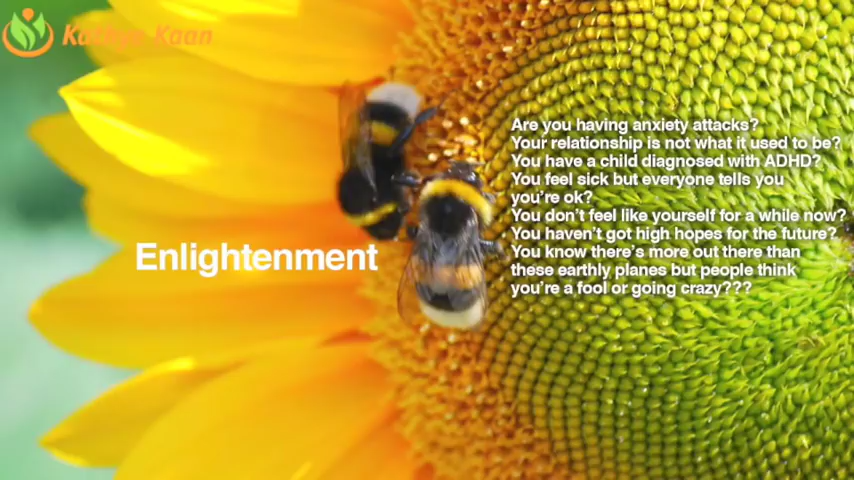 Kathya Kaan
Enlightenment
Are you having anxiety attacks?
Your relationship is not what it used to be?
You have a child diagnosed with ADHD?
You feel sick but everyone tells you
you're ok?
You don't feel like yourself for a while now?
You haven't got high hopes for the future?
You know there's more out there than
these earthly planes but people think
you're a fool or going crazy???